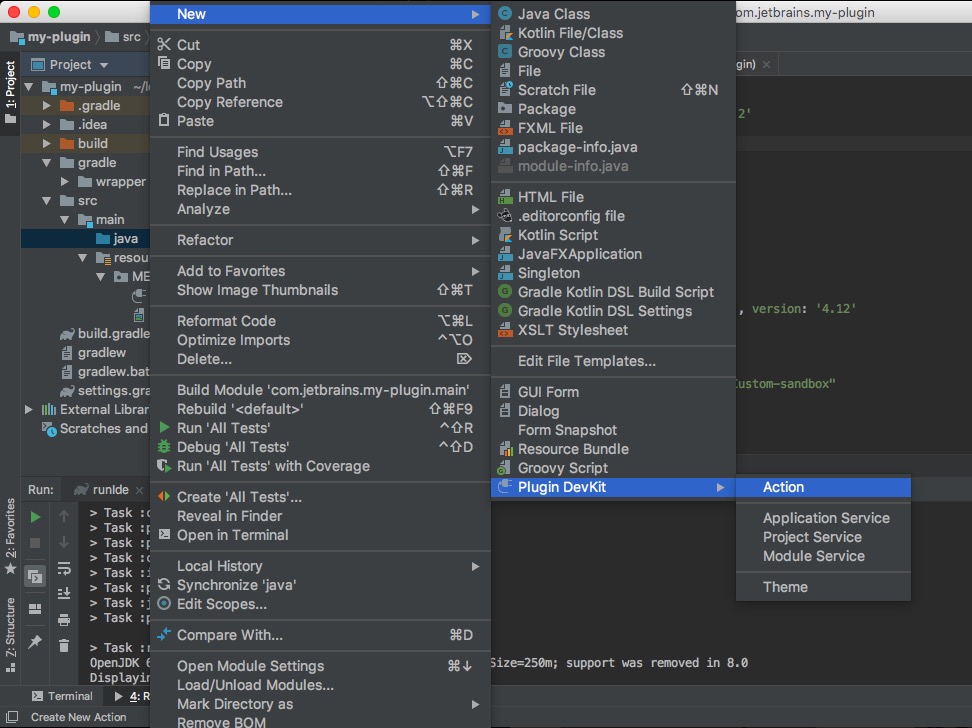 om.jetbrains.my-plugin
my-plugin
src
Project
my-plugin ~/
.gradle
.idea
build
gradle
wrapper
src
main
java
resou
ME
build.gradle
gradlew
gradlew.bat
settings.gra
External Librar
Scratches and
1: Project
2: Favorites
Z: Structure
New
Cut ⌘X
Copy ⌘C
Copy Path ⇧⌘C
Copy Reference ⌥⇧⌘C
Paste ⌘V
Find Usages ⌥F7
Find in Path... ⇧⌘F
Replace in Path... ⇧⌘R
Analyze
Refactor
Add to Favorites
Show Image Thumbnails ⇧⌘T
Reformat Code ⌥⌘L
Optimize Imports ^⌥O
Delete... ⌦
Build Module 'com.jetbrains.my-plugin.main'
Rebuild '<default>' ⇧⌘F9
Run 'All Tests' ^⇧R
Debug 'All Tests' ^⇧D
Run 'All Tests' with Coverage
Create 'All Tests'...
Reveal in Finder
Open in Terminal
Local History
Synchronize 'java'
Edit Scopes...
Compare With... ⌘D
Open Module Settings ⌘↓
Load/Unload Modules...
Mark Directory as
Remove BOM
Java Class
Kotlin File/Class
Groovy Class
File
Scratch File ⇧⌘N
Package
FXML File
package-info.java
module-info.java
HTML File
.editorconfig file
Kotlin Script
JavaFXApplication
Singleton
Gradle Kotlin DSL Build Script
Gradle Kotlin DSL Settings
XSLT Stylesheet
Edit File Templates...
GUI Form
Dialog
Form Snapshot
Resource Bundle
Groovy Script
Plugin DevKit
Action
Application Service
Project Service
Module Service
Theme
gin)
2'
, version: '4.12'
ustom-sandbox"
Run: runIde
> Task :c
> Task :p
> Task :p
> Task :c
> Task :i
> Task :p
> Task :j
> Task :p
> Task :r
OpenJDK 6
Size=250m; support was removed in 8.0
Displayin
Terminal
4: R
Create New Action